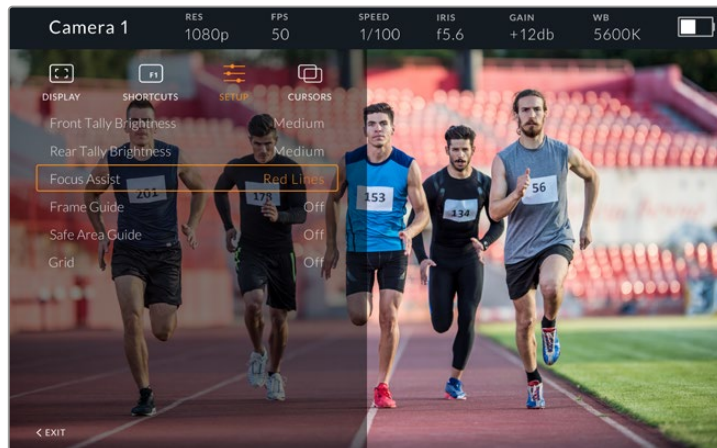 Camera 1
RES FPS SPEED IRIS GAIN WB
1080p 50 1/100 f5.6 +12db 5600K
F1
DISPLAY SHORTCUTS SETUP CURSORS
Front Tally Brightness Medium
Rear Tally Brightness Medium
Focus Assist Red Lines
Frame Guide Off
Safe Area Guide Off
Grid Off
201
178
153
134
56
< EXIT